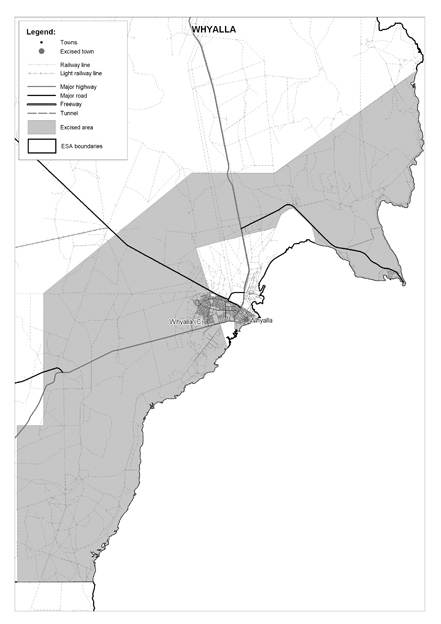 WHYALLA
Legend:
Towns
Excised town
Railway line
Light railway line
Major highway
Major road
Freeway
Tunnel
Excised area
ESA boundaries
Whyalla (C)
Whyalla